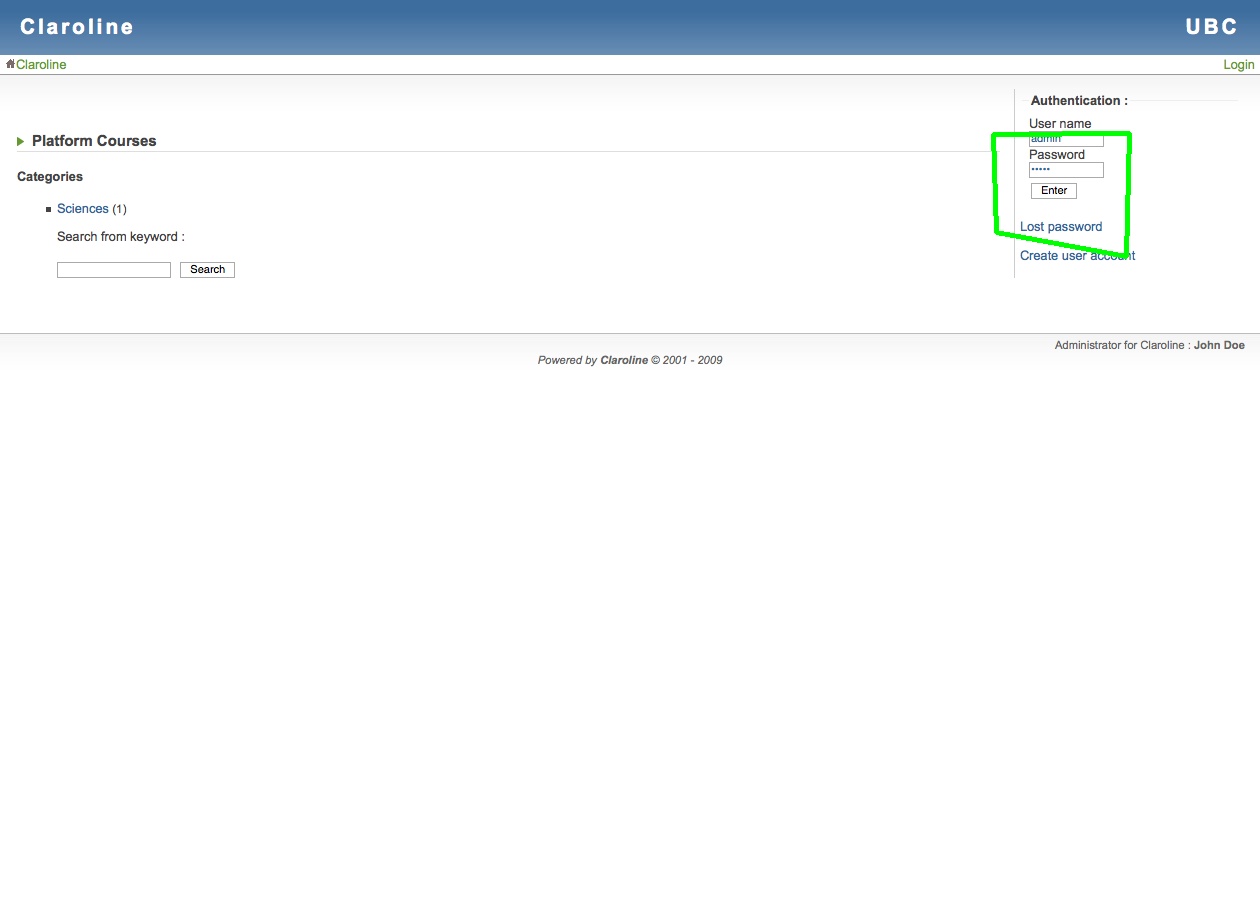 Claroline
UBC
Claroline
Login
Authentication :
User name
admin
Password
•••••
Enter
Lost password
Create user account
Platform Courses
Categories
Sciences (1)
Search from keyword :
Search
Administrator for Claroline : John Doe
Powered by Claroline © 2001 - 2009